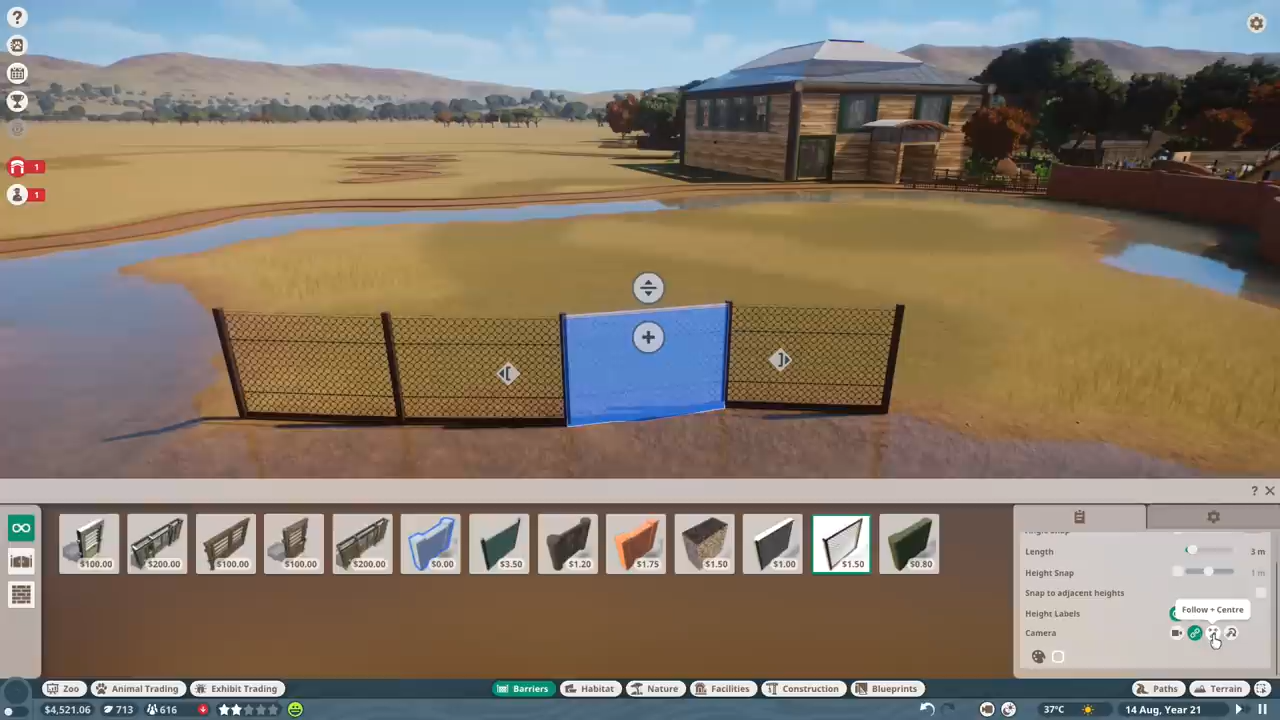 ?
1
1
? ×
$100.00 $200.00 $100.00 $100.00 $200.00 $0.00 $3.50 $1.20 $1.75 $1.50 $1.00 $1.50 $0.80
Length 3 m
Height Snap 1 m
Snap to adjacent heights
Follow + Centre
Height Labels
Camera
Zoo Animal Trading Exhibit Trading Barriers Habitat Nature Facilities Construction Blueprints Paths Terrain
$4,521.06 713 616 37°C 14 Aug, Year 21